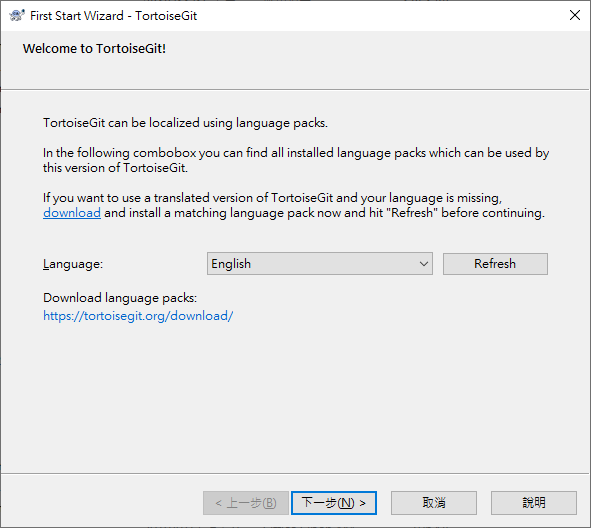 First Start Wizard - TortoiseGit
Welcome to TortoiseGit!
TortoiseGit can be localized using language packs.
In the following combobox you can find all installed language packs which can be used by
this version of TortoiseGit.
If you want to use a translated version of TortoiseGit and your language is missing,
download and install a matching language pack now and hit "Refresh" before continuing.
Language:
English
Refresh
Download language packs:
https://tortoisegit.org/download/
< 上一步(B)
下一步(N) >
取消
說明